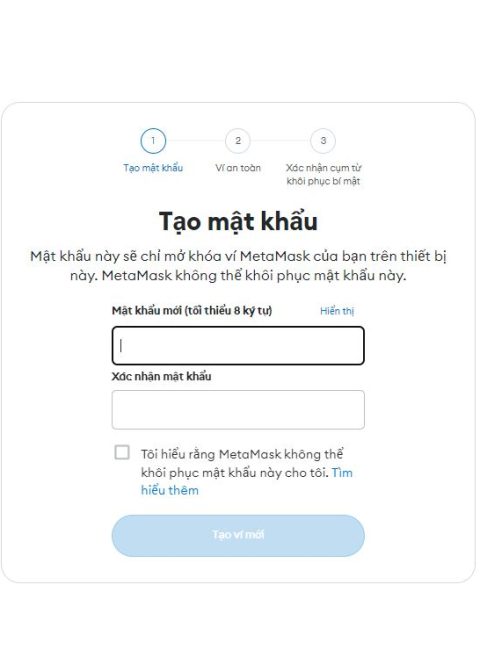 1
2
3
Tạo mật khẩu
Ví an toàn
Xác nhận cụm từ
khôi phục bí mật
Tạo mật khẩu
Mật khẩu này sẽ chỉ mở khóa ví MetaMask của bạn trên thiết bị
này. MetaMask không thể khôi phục mật khẩu này.
Mật khẩu mới (tối thiểu 8 ký tự)
Hiển thị
Xác nhận mật khẩu
Tôi hiểu rằng MetaMask không thể
khôi phục mật khẩu này cho tôi. Tìm
hiểu thêm
Tạo ví mới